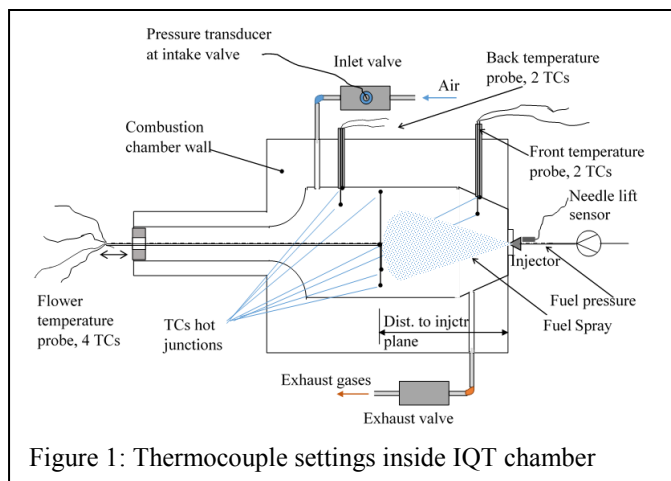 Pressure transducer
at intake valve
Inlet valve
Air
Back temperature
probe, 2 TCs
Combustion
chamber wall
Front temperature
probe, 2 TCs
Needle lift
sensor
Injector
Flower
temperature
probe, 4 TCs
TCs hot
junctions
Dist. to injctr
plane
Fuel pressure
Fuel Spray
Exhaust gases
Exhaust valve
Figure 1: Thermocouple settings inside IQT chamber